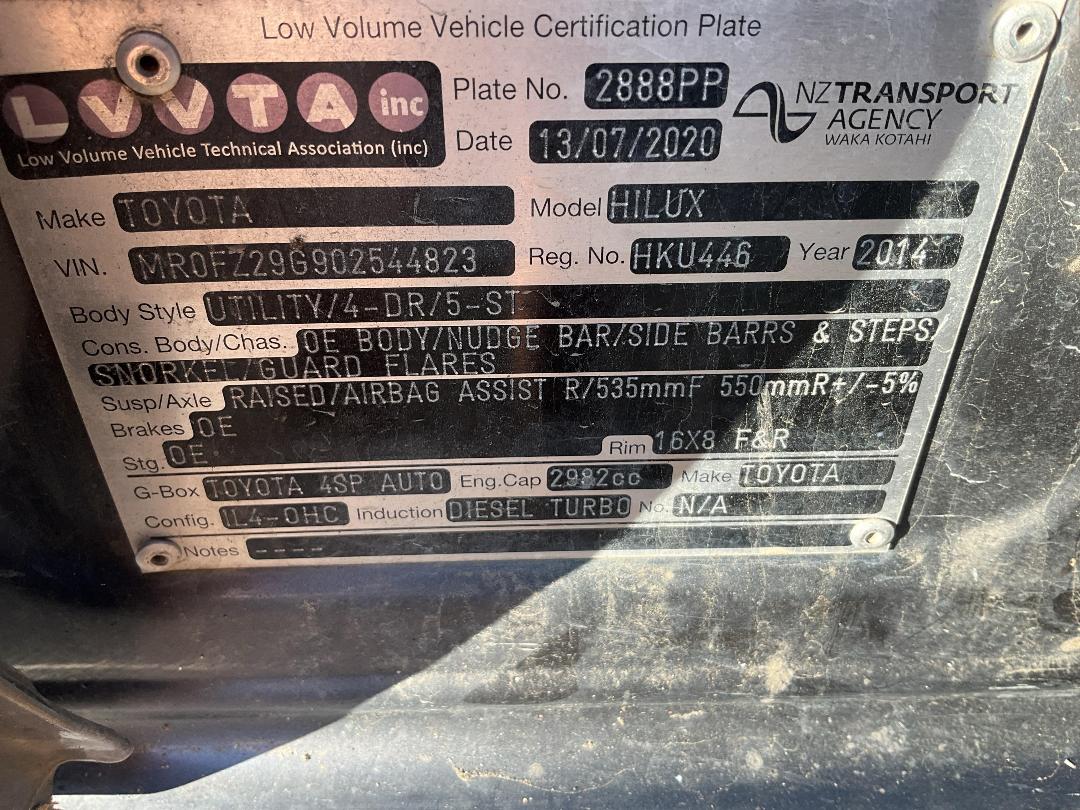 Low Volume Vehicle Certification Plate
LVVTA inc
Low Volume Vehicle Technical Association (inc)
Plate No. 2888PP
Date 13/07/2020
NZTRANSPORT
AGENCY
WAKA KOTAHI
Make TOYOTA Model HILUX
VIN. MR0FZ29G902544823 Reg. No. HKU446 Year 2014
Body Style UTILITY/4-DR/5-ST
Cons. Body/Chas. OE BODY/NUDGE BAR/SIDE BARRS & STEPS/
SNORKEL/GUARD FLARES
Susp/Axle RAISED/AIRBAG ASSIST R/535mmF 550mmR+/-5%
Brakes OE
Stg. OE Rim 16X8 F&R
G-Box TOYOTA 4SP AUTO Eng.Cap 2982cc Make TOYOTA
Config. IL4-OHC Induction DIESEL TURBO No. N/A
Notes ----